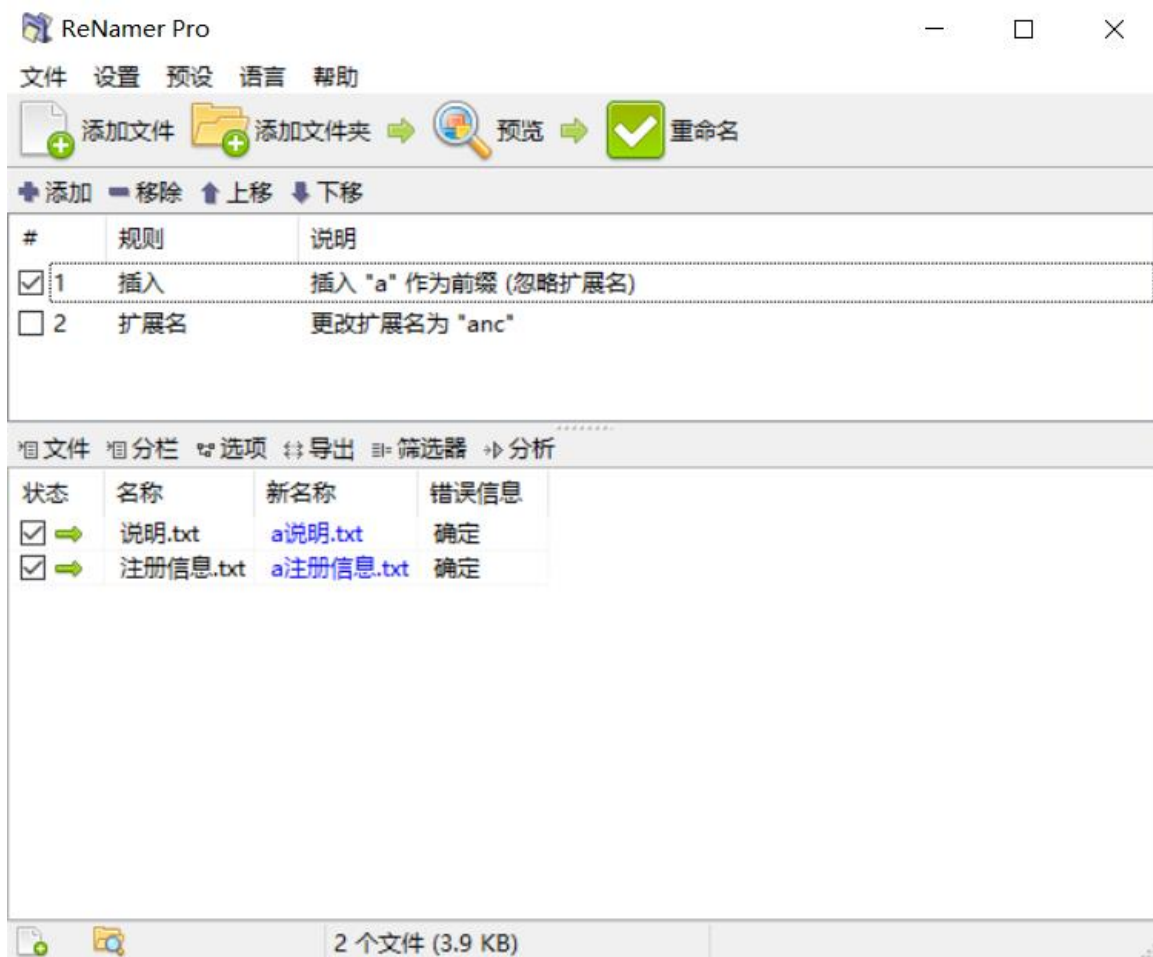 ReNamer Pro
文件 设置 预设 语言 帮助
添加文件 添加文件夹 预览 重命名
添加 移除 上移 下移
# 规则 说明
1 插入 插入 "a" 作为前缀 (忽略扩展名)
2 扩展名 更改扩展名为 "anc"
文件 分栏 选项 导出 筛选器 分析
状态 名称 新名称 错误信息
说明.txt a说明.txt 确定
注册信息.txt a注册信息.txt 确定
2 个文件 (3.9 KB)